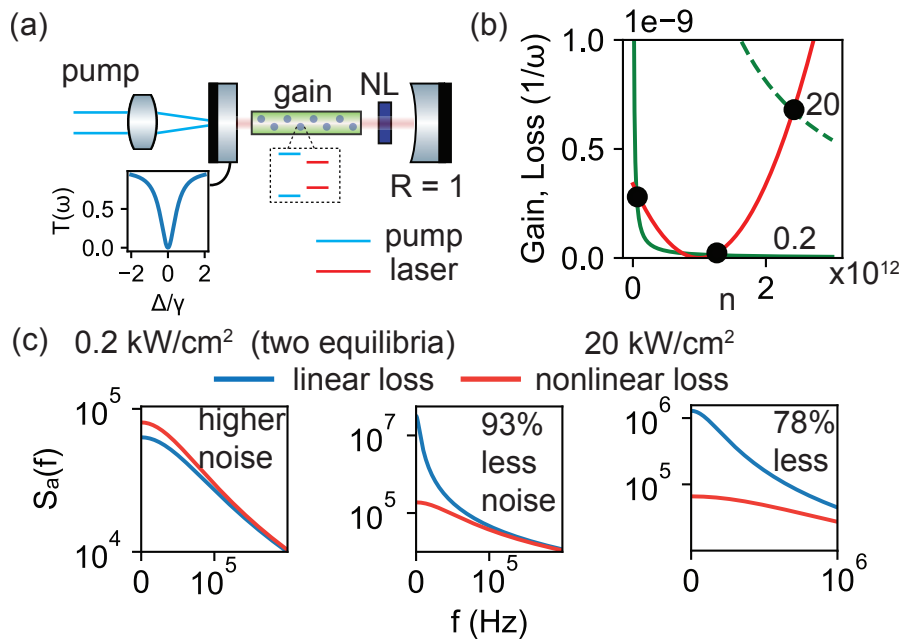 (a)
pump
gain
NL
R = 1
T(ω)
0.5
0.0
−2 0 2
Δ/γ
pump
laser
(b)
1e−9
Gain, Loss (1/ω)
1.0
0.5
0.0
20
0.2
0 2
n
x10¹²
(c) 0.2 kW/cm² (two equilibria) 20 kW/cm²
linear loss nonlinear loss
Sₐ(f)
10⁵
10⁴
higher
noise
0 10⁵
10⁷
10⁵
93%
less
noise
0 10⁵
10⁶
10⁵
78%
less
0 10⁶
f (Hz)